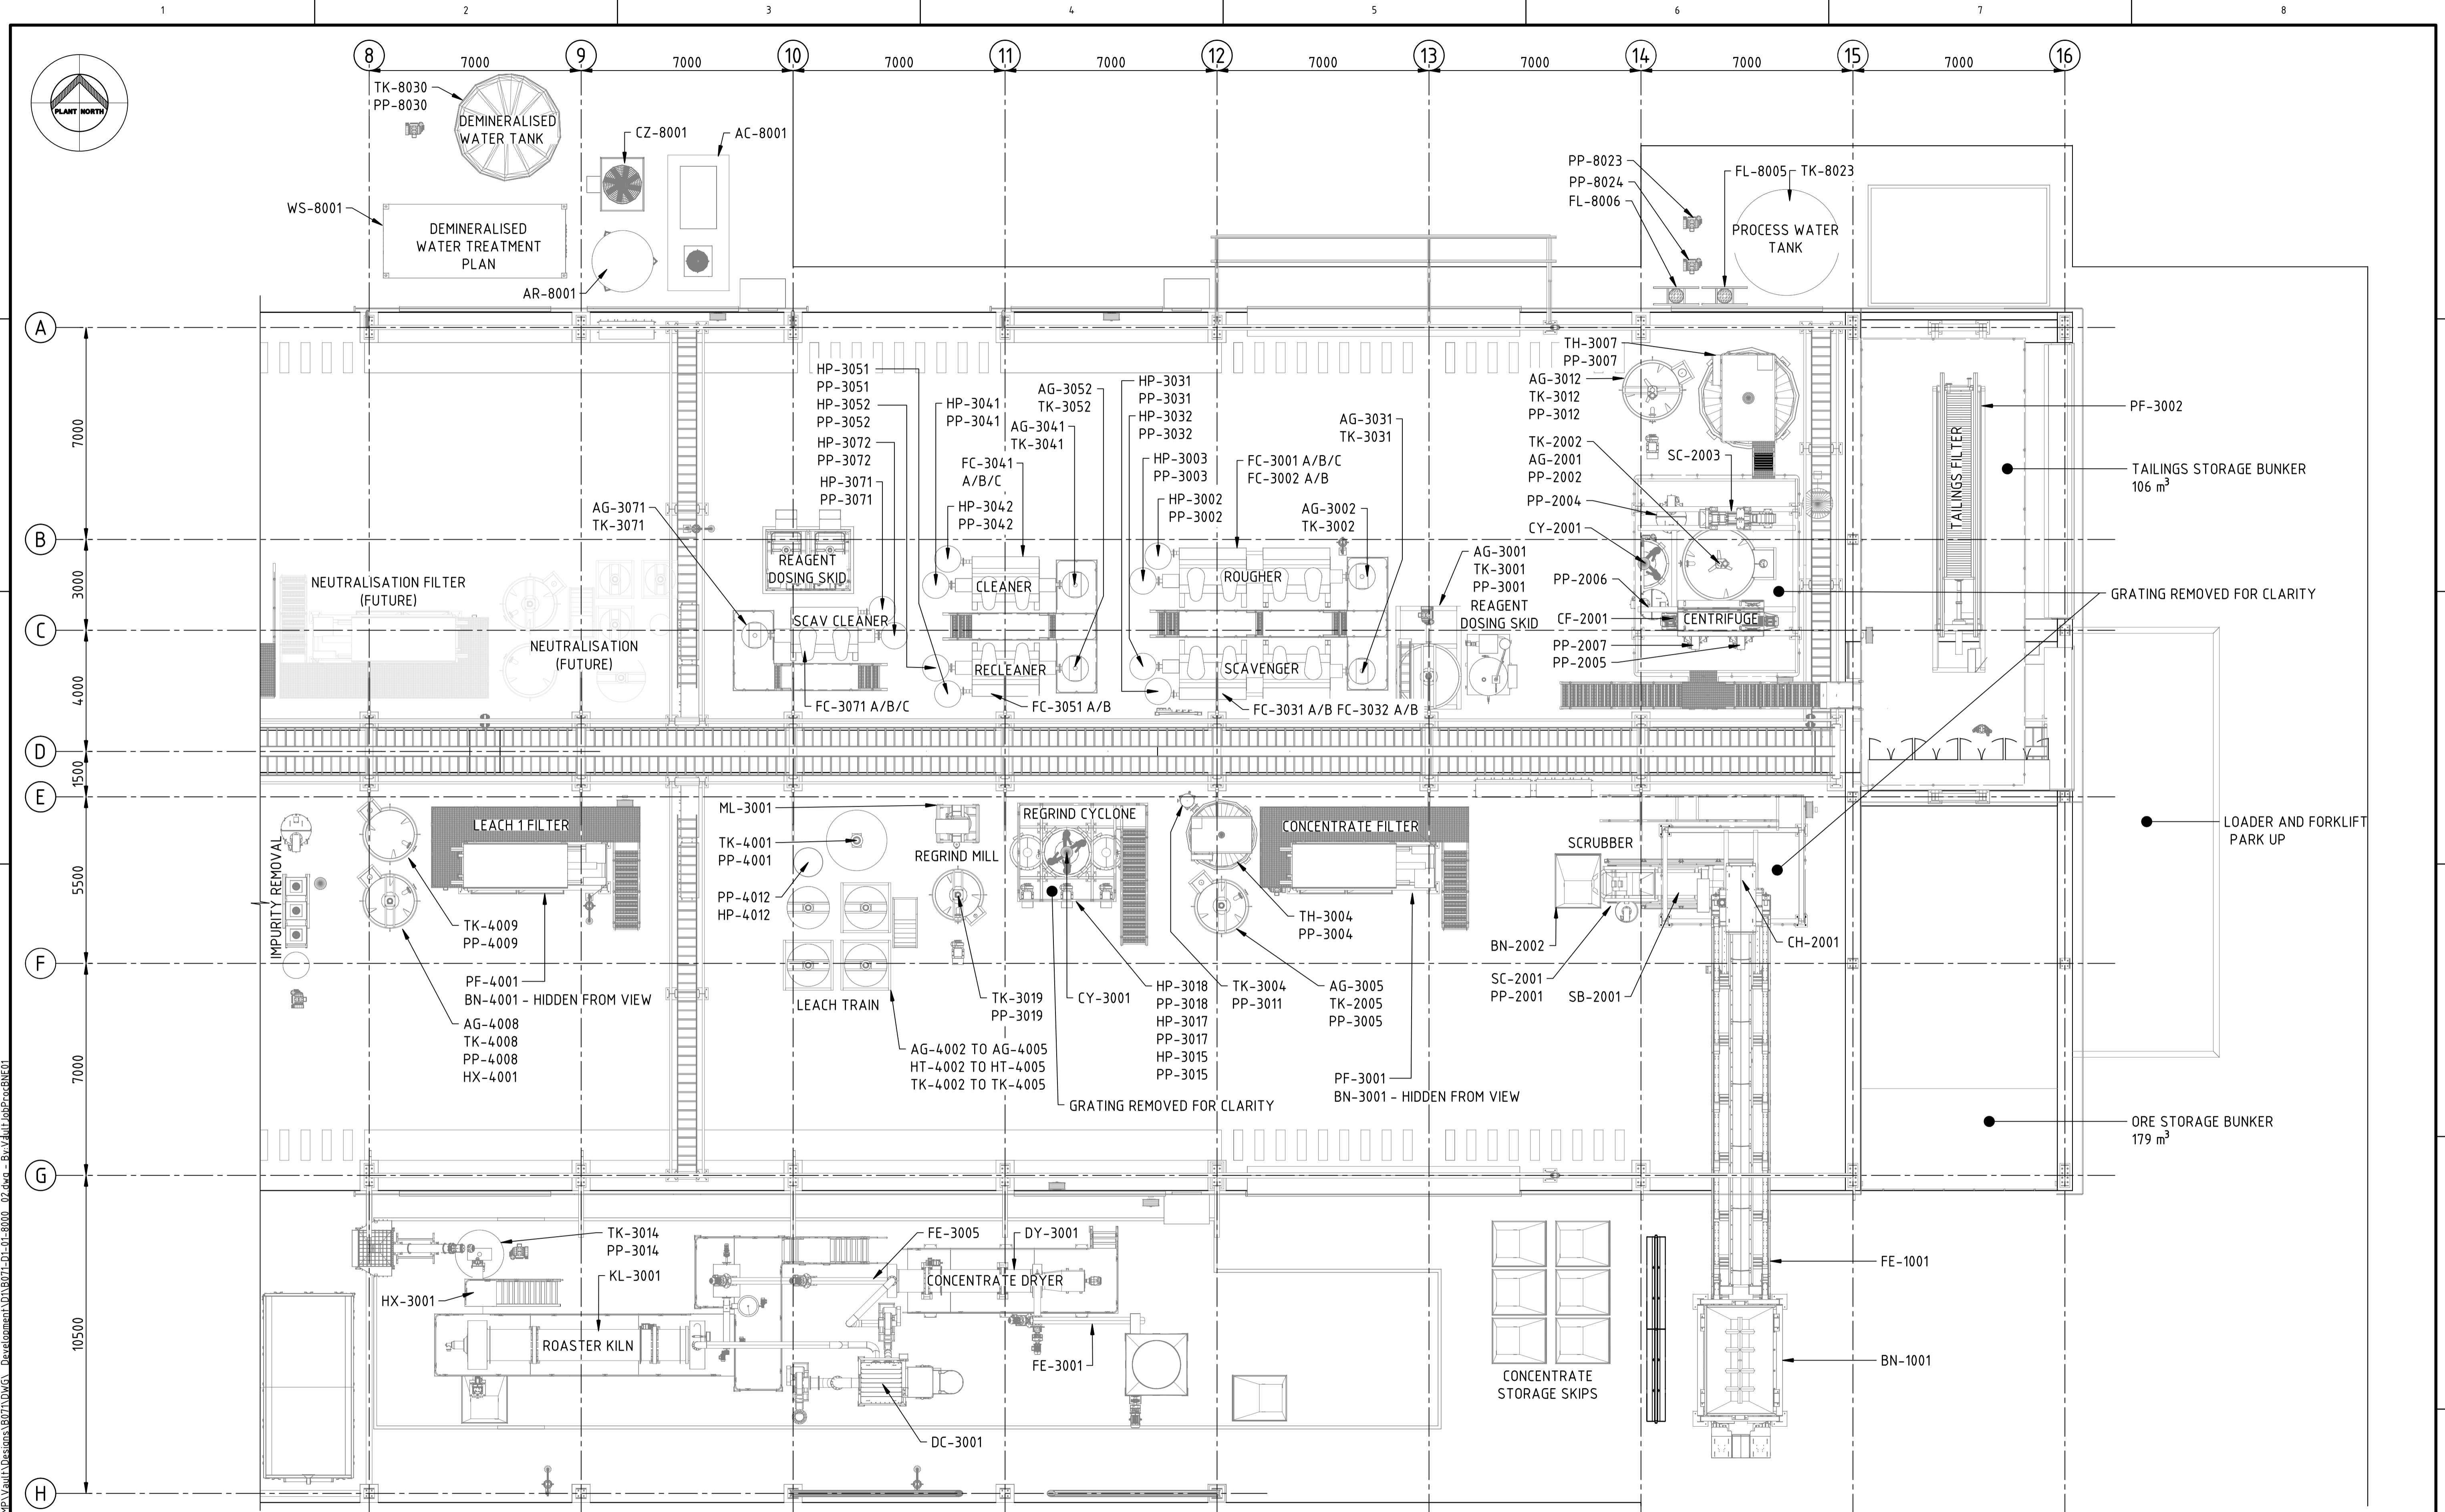 1
2
3
4
5
6
7
8
8
9
10
11
12
13
14
15
16
7000
7000
7000
7000
7000
7000
7000
7000
PLANT NORTH
TK-8030
PP-8030
DEMINERALISED
WATER TANK
CZ-8001
AC-8001
WS-8001
DEMINERALISED
WATER TREATMENT
PLAN
AR-8001
PP-8023
PP-8024
FL-8006
FL-8005
TK-8023
PROCESS WATER
TANK
A
B
C
D
E
F
G
H
7000
3000
4000
1500
5500
7000
10500
HP-3051
PP-3051
HP-3052
PP-3052
HP-3072
PP-3072
HP-3071
PP-3071
AG-3071
TK-3071
HP-3041
PP-3041
AG-3052
TK-3052
AG-3041
TK-3041
FC-3041
A/B/C
HP-3042
PP-3042
HP-3031
PP-3031
HP-3032
PP-3032
HP-3003
PP-3003
HP-3002
PP-3002
FC-3001 A/B/C
FC-3002 A/B
AG-3031
TK-3031
AG-3002
TK-3002
AG-3001
TK-3001
PP-3001
REAGENT
DOSING SKID
TH-3007
PP-3007
AG-3012
TK-3012
PP-3012
TK-2002
AG-2001
PP-2002
SC-2003
PP-2004
CY-2001
PP-2006
CF-2001
CENTRIFUGE
PP-2007
PP-2005
TAILINGS FILTER
PF-3002
TAILINGS STORAGE BUNKER
106 m3
GRATING REMOVED FOR CLARITY
NEUTRALISATION FILTER
(FUTURE)
NEUTRALISATION
(FUTURE)
REAGENT
DOSING SKID
SCAV CLEANER
CLEANER
RECLEANER
ROUGHER
SCAVENGER
FC-3071 A/B/C
FC-3051 A/B
FC-3031 A/B FC-3032 A/B
IMPURITY REMOVAL
LEACH 1 FILTER
TK-4009
PP-4009
PF-4001
BN-4001 - HIDDEN FROM VIEW
AG-4008
TK-4008
PP-4008
HX-4001
ML-3001
TK-4001
PP-4001
PP-4012
HP-4012
REGRIND MILL
REGRIND CYCLONE
LEACH TRAIN
TK-3019
PP-3019
CY-3001
AG-4002 TO AG-4005
HT-4002 TO HT-4005
TK-4002 TO TK-4005
HP-3018
PP-3018
HP-3017
PP-3017
HP-3015
PP-3015
GRATING REMOVED FOR CLARITY
CONCENTRATE FILTER
TH-3004
PP-3004
TK-3004
PP-3011
AG-3005
TK-2005
PP-3005
PF-3001
BN-3001 - HIDDEN FROM VIEW
SCRUBBER
BN-2002
SC-2001
PP-2001
SB-2001
CH-2001
LOADER AND FORKLIFT
PARK UP
ORE STORAGE BUNKER
179 m3
TK-3014
PP-3014
KL-3001
HX-3001
ROASTER KILN
FE-3005
DY-3001
CONCENTRATE DRYER
FE-3001
DC-3001
CONCENTRATE
STORAGE SKIPS
FE-1001
BN-1001